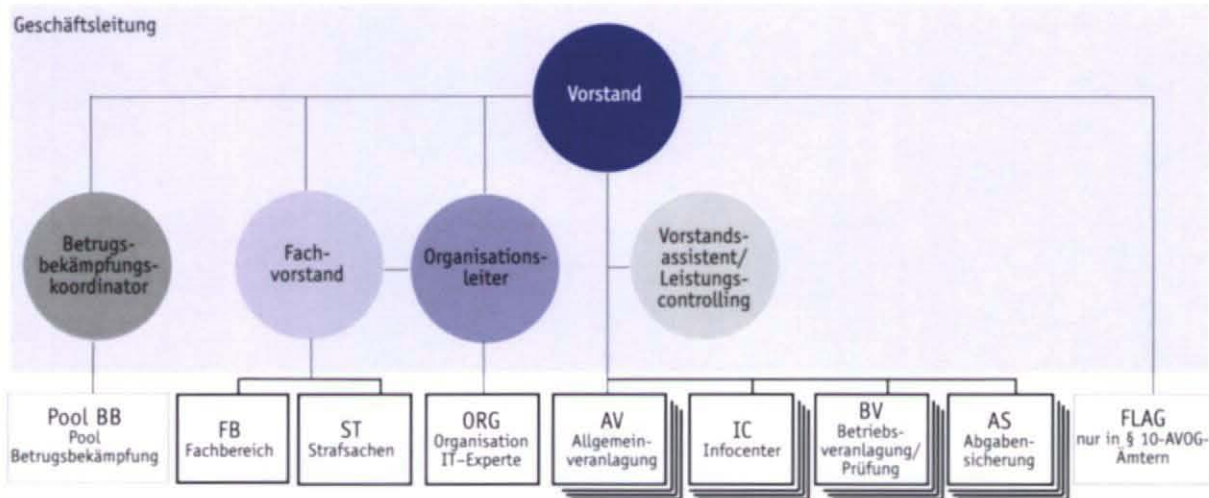 Geschäftsleitung
Vorstand
Betrugs-
bekämpfungs-
koordinator
Fach-
vorstand
Organisations-
leiter
Vorstands-
assistent/
Leistungs-
controlling
Pool BB
Pool
Betrugsbekämpfung
FB
Fachbereich
ST
Strafsachen
ORG
Organisation
IT-Experte
AV
Allgemein-
veranlagung
IC
Infocenter
BV
Betriebs-
veranlagung/
Prüfung
AS
Abgaben-
sicherung
FLAG
nur in § 10-AVOG-
Ämtern